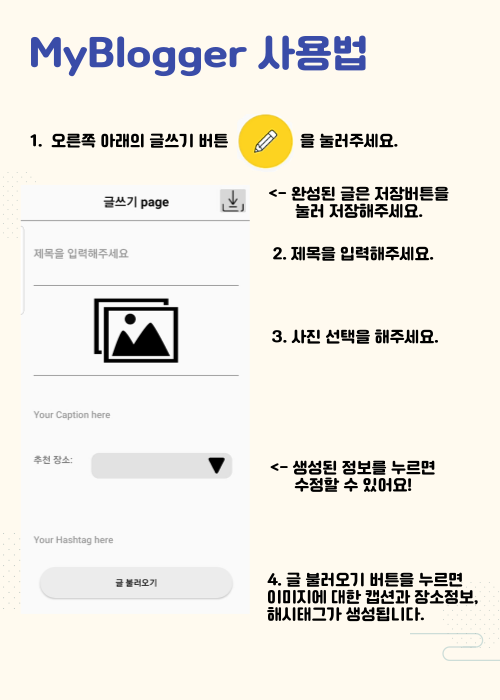 MyBlogger 사용법
1. 오른쪽 아래의 글쓰기 버튼 을 눌러주세요.
글쓰기 page
<- 완성된 글은 저장버튼을
눌러 저장해주세요.
제목을 입력해주세요
2. 제목을 입력해주세요.
3. 사진 선택을 해주세요.
Your Caption here
추천 장소:
<- 생성된 정보를 누르면
수정할 수 있어요!
Your Hashtag here
글 불러오기
4. 글 불러오기 버튼을 누르면
이미지에 대한 캡션과 장소정보,
해시태그가 생성됩니다.